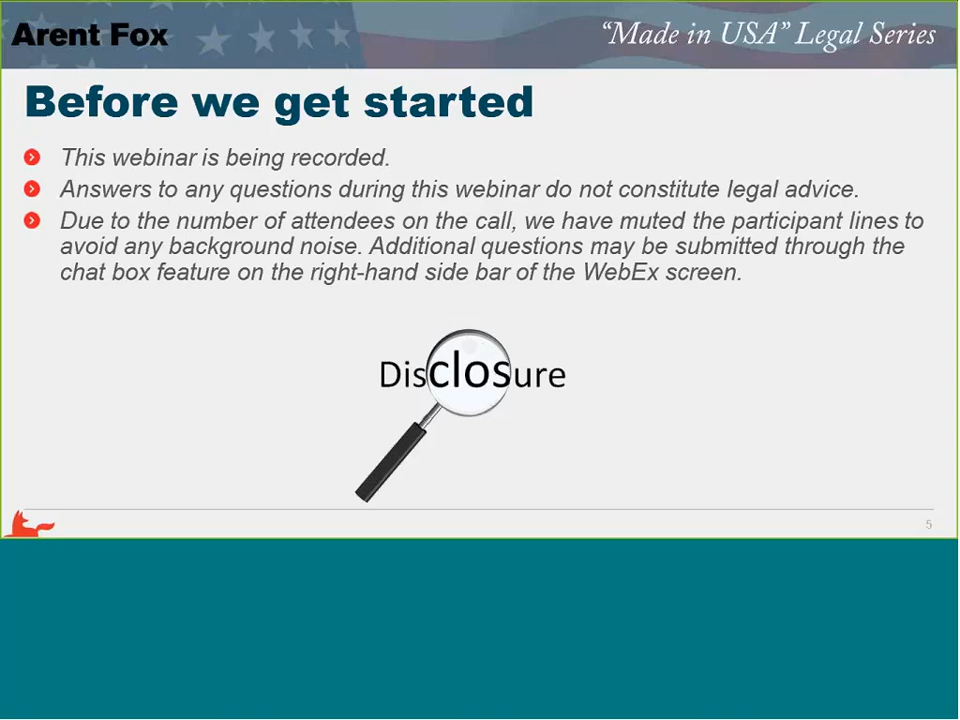 Arent Fox
“Made in USA” Legal Series
Before we get started
This webinar is being recorded.
Answers to any questions during this webinar do not constitute legal advice.
Due to the number of attendees on the call, we have muted the participant lines to
avoid any background noise. Additional questions may be submitted through the
chat box feature on the right-hand side bar of the WebEx screen.
Disclosure
5